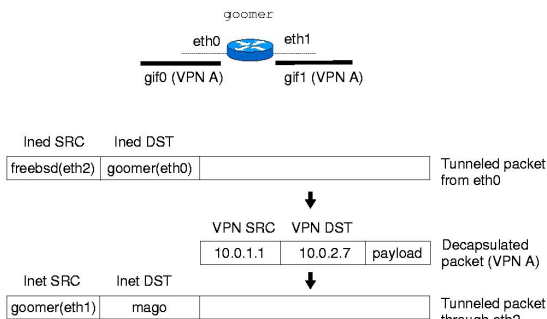 goomer
eth0 eth1
gif0 (VPN A) gif1 (VPN A)
Ined SRC Ined DST
freebsd(eth2) goomer(eth0)
Tunneled packet
from eth0
VPN SRC VPN DST
10.0.1.1 10.0.2.7 payload
Decapsulated
packet (VPN A)
Inet SRC Inet DST
goomer(eth1) mago
Tunneled packet
through eth2